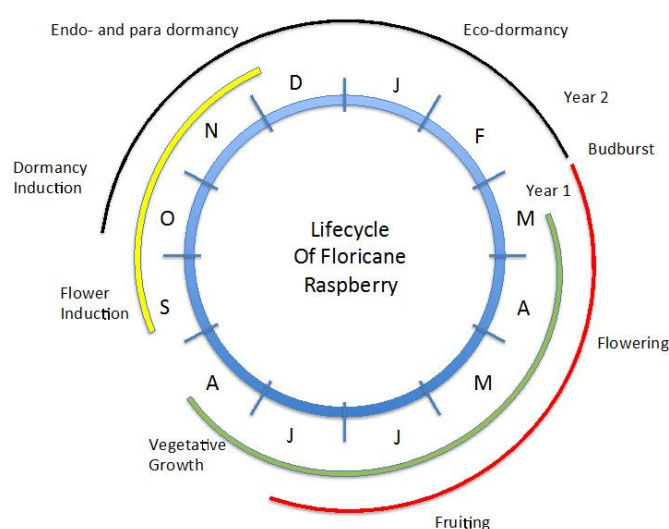 Endo- and para dormancy
Eco-dormancy
D
J
N
F
Year 2
Budburst
Dormancy
Induction
Year 1
O
M
Lifecycle
Of Floricane
Raspberry
Flower
Induction
S
A
Flowering
A
M
J
J
Vegetative
Growth
Fruiting